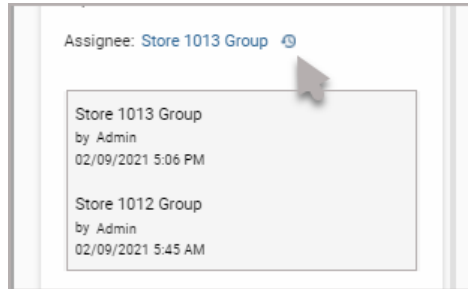 Assignee: Store 1013 Group
Store 1013 Group
by Admin
02/09/2021 5:06 PM
Store 1012 Group
by Admin
02/09/2021 5:45 AM